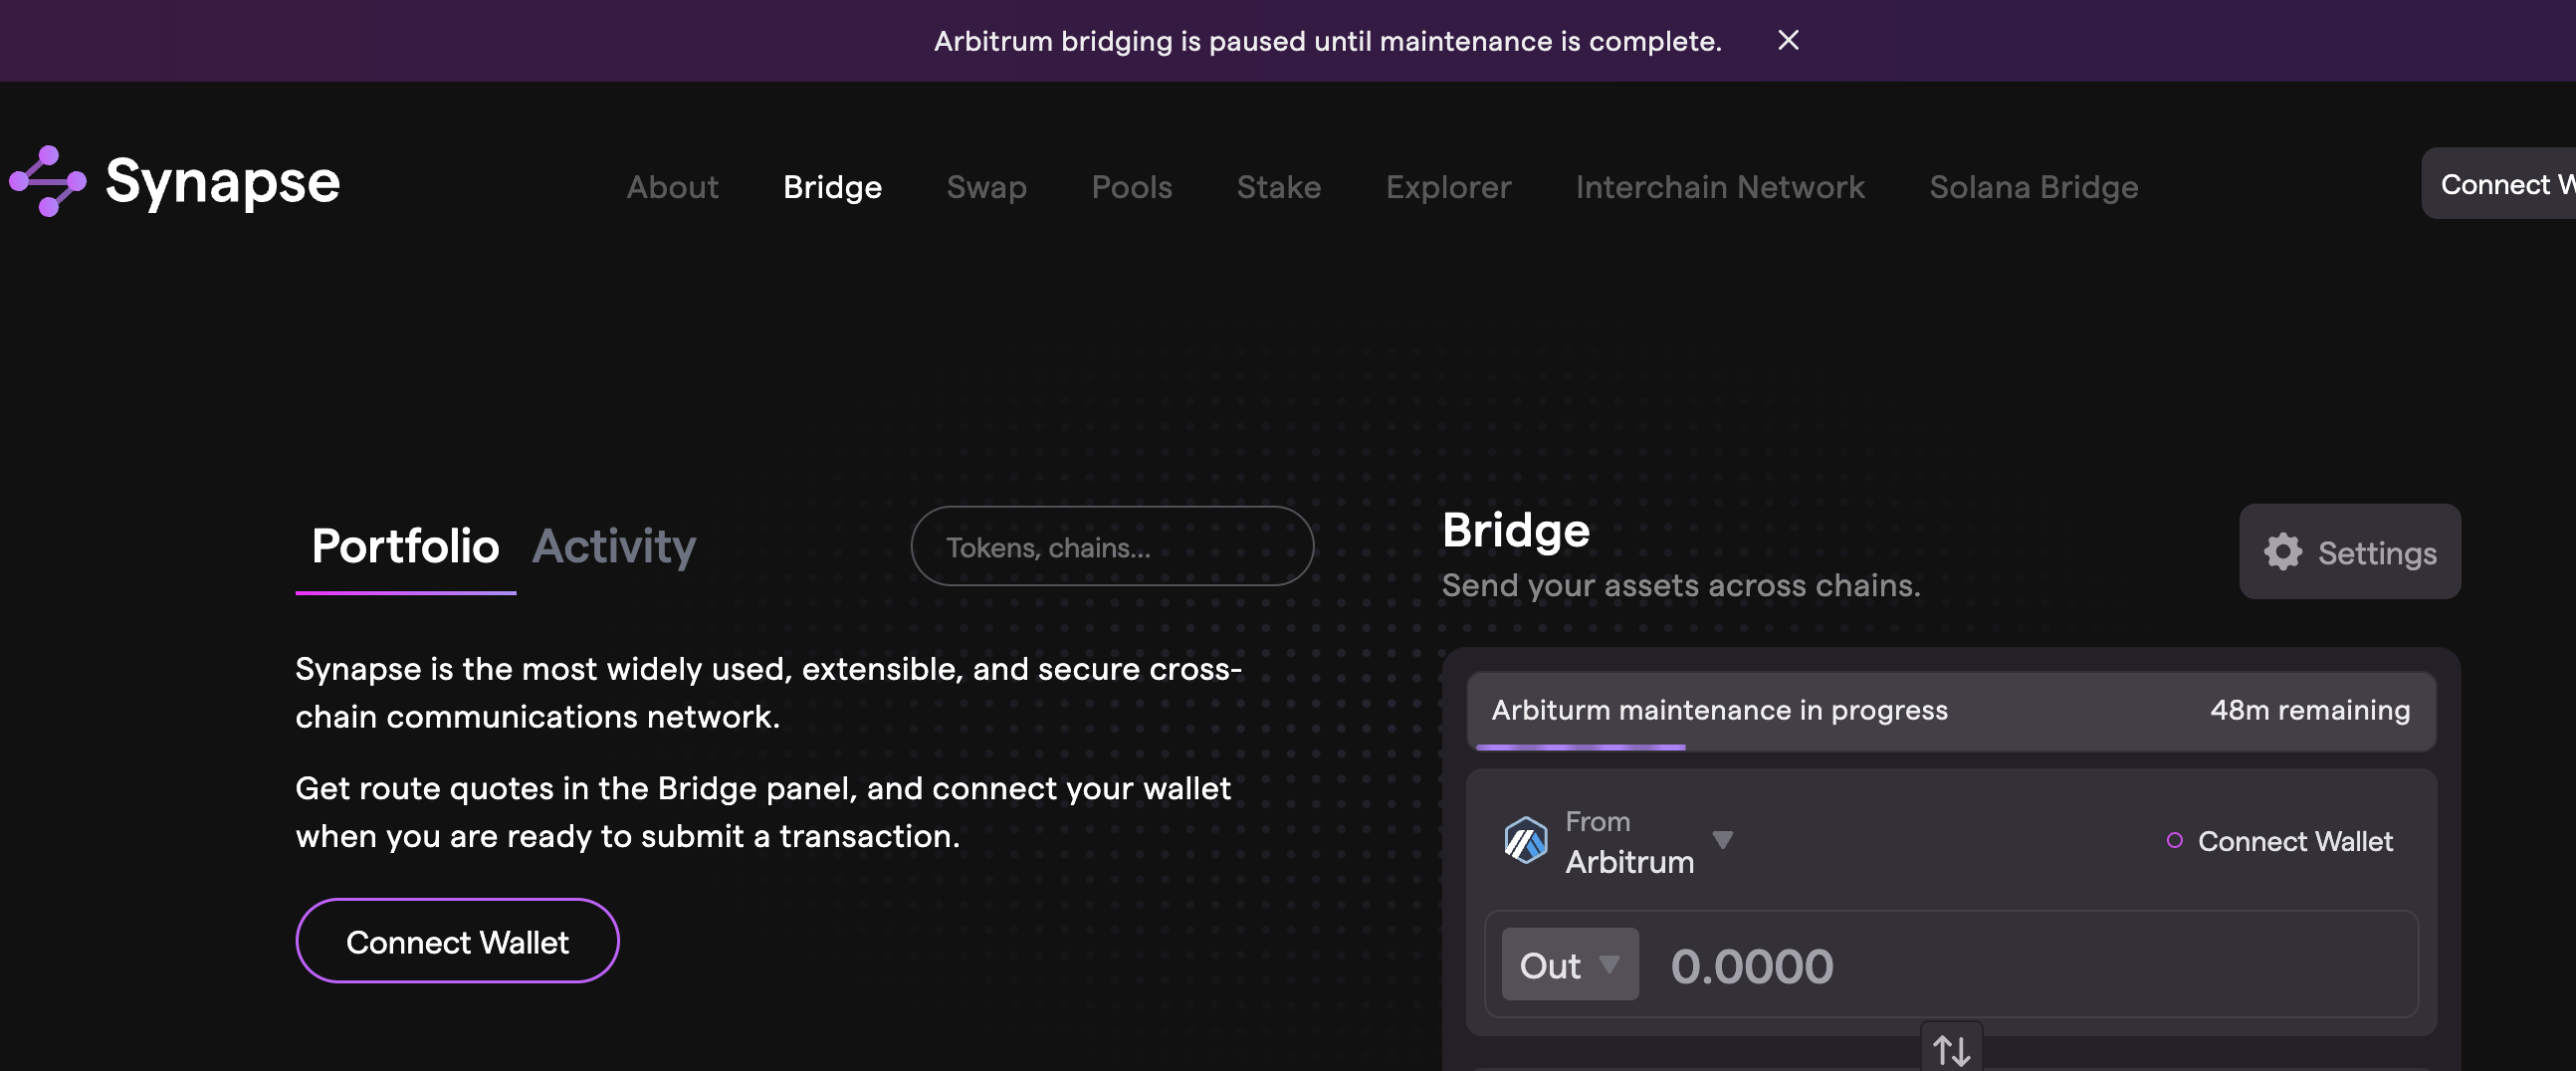 Arbitrum bridging is paused until maintenance is complete.
Synapse
About
Bridge
Swap
Pools
Stake
Explorer
Interchain Network
Solana Bridge
Connect
Portfolio
Activity
Tokens, chains...
Synapse is the most widely used, extensible, and secure cross-
chain communications network.
Get route quotes in the Bridge panel, and connect your wallet
when you are ready to submit a transaction.
Connect Wallet
Bridge
Send your assets across chains.
Settings
Arbiturm maintenance in progress
48m remaining
From
Arbitrum
Connect Wallet
Out
0.0000